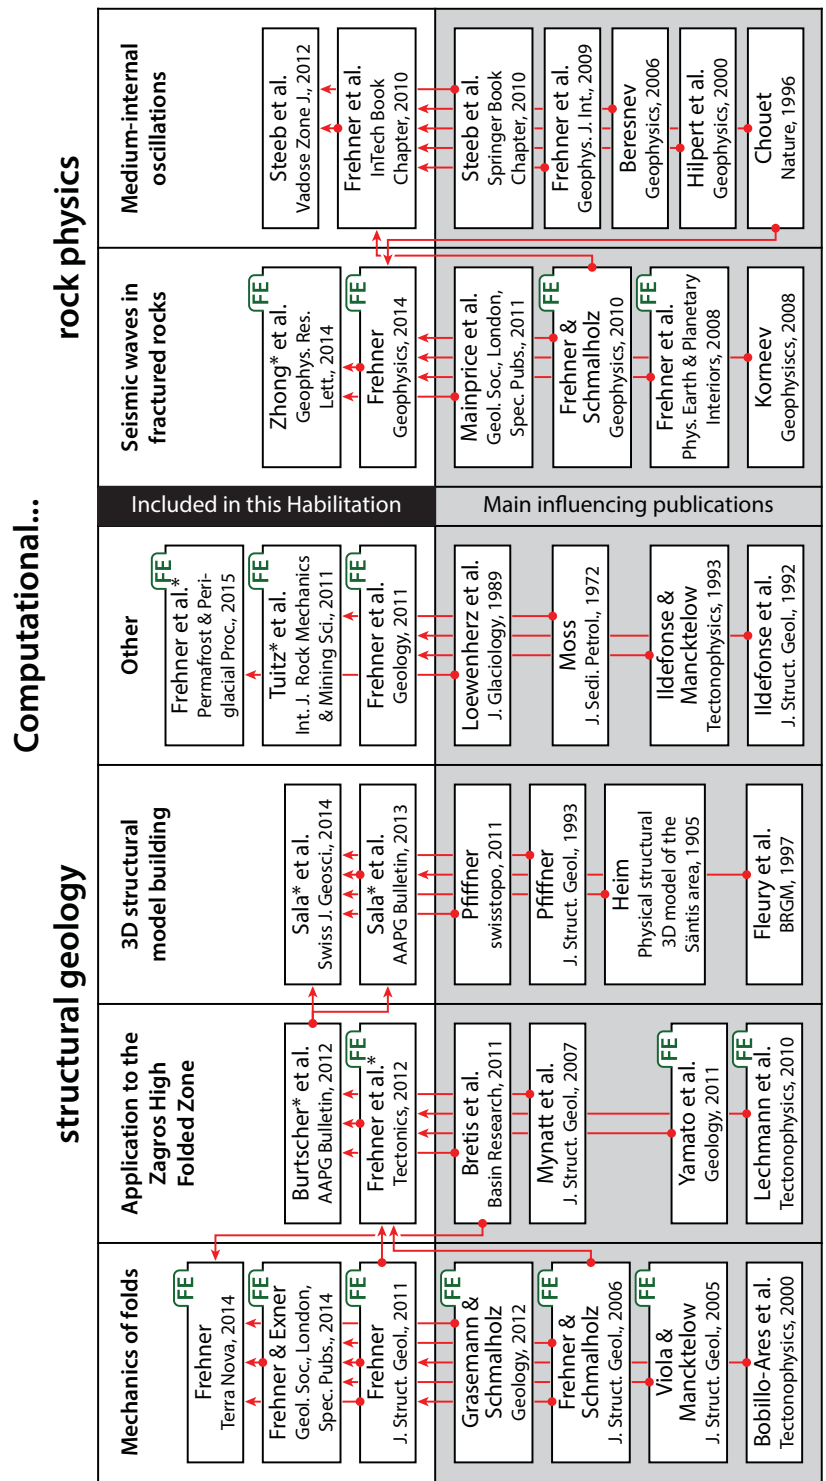 Computational...
structural geology
rock physics
Mechanics of folds
Application to the
Zagros High
Folded Zone
3D structural
model building
Other
Seismic waves in
fractured rocks
Medium-internal
oscillations
Included in this Habilitation
Main influencing publications
FE
Frehner
Terra Nova, 2014
FE
Frehner & Exner
Geol. Soc., London,
Spec. Pubs., 2014
FE
Frehner
J. Struct. Geol., 2011
FE
Grasemann &
Schmalholz
Geology, 2012
FE
Frehner &
Schmalholz
J. Struct. Geol., 2006
FE
Viola &
Mancktelow
J. Struct. Geol., 2005
Bobillo-Ares et al.
Tectonophysics, 2000
Burtscher* et al.
AAPG Bulletin, 2012
FE
Frehner et al.*
Tectonics, 2012
Bretis et al.
Basin Research, 2011
Mynatt et al.
J. Struct. Geol., 2007
FE
Yamato et al.
Geology, 2011
FE
Lechmann et al.
Tectonophysics, 2010
Sala* et al.
Swiss J. Geosci., 2014
Sala* et al.
AAPG Bulletin, 2013
Pfiffner
swisstopo, 2011
Pfiffner
J. Struct. Geol., 1993
Heim
Physical structural
3D model of the
Säntis area, 1905
Fleury et al.
BRGM, 1997
FE
Frehner et al.*
Permafrost & Peri-
glacial Proc., 2015
FE
Tuitz* et al.
Int. J. Rock Mechanics
& Mining Sci., 2011
FE
Frehner et al.
Geology, 2011
Loewenherz et al.
J. Glaciology, 1989
Moss
J. Sedi. Petrol., 1972
Ildefonse &
Mancktelow
Tectonophysics, 1993
Ildefonse et al.
J. Struct. Geol., 1992
FE
Zhong* et al.
Geophys. Res.
Lett., 2014
FE
Frehner
Geophysics, 2014
Mainprice et al.
Geol. Soc., London,
Spec. Pubs., 2011
FE
Frehner &
Schmalholz
Geophysics, 2010
FE
Frehner et al.
Phys. Earth & Planetary
Interiors, 2008
Korneev
Geophysiscs, 2008
Steeb et al.
Vadose Zone J., 2012
Frehner et al.
InTech Book
Chapter, 2010
Steeb et al.
Springer Book
Chapter, 2010
Frehner et al.
Geophys. J. Int., 2009
Beresnev
Geophysics, 2006
Hilpert et al.
Geophysics, 2000
Chouet
Nature, 1996